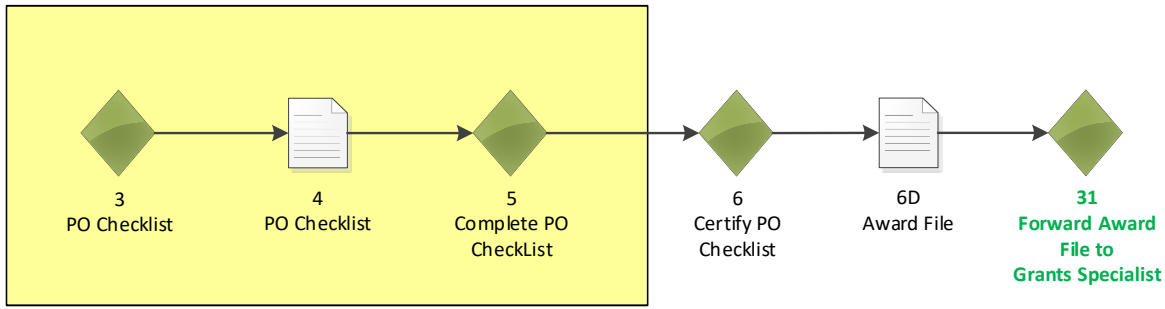 3
PO Checklist
4
PO Checklist
5
Complete PO
CheckList
6
Certify PO
Checklist
6D
Award File
31
Forward Award
File to
Grants Specialist